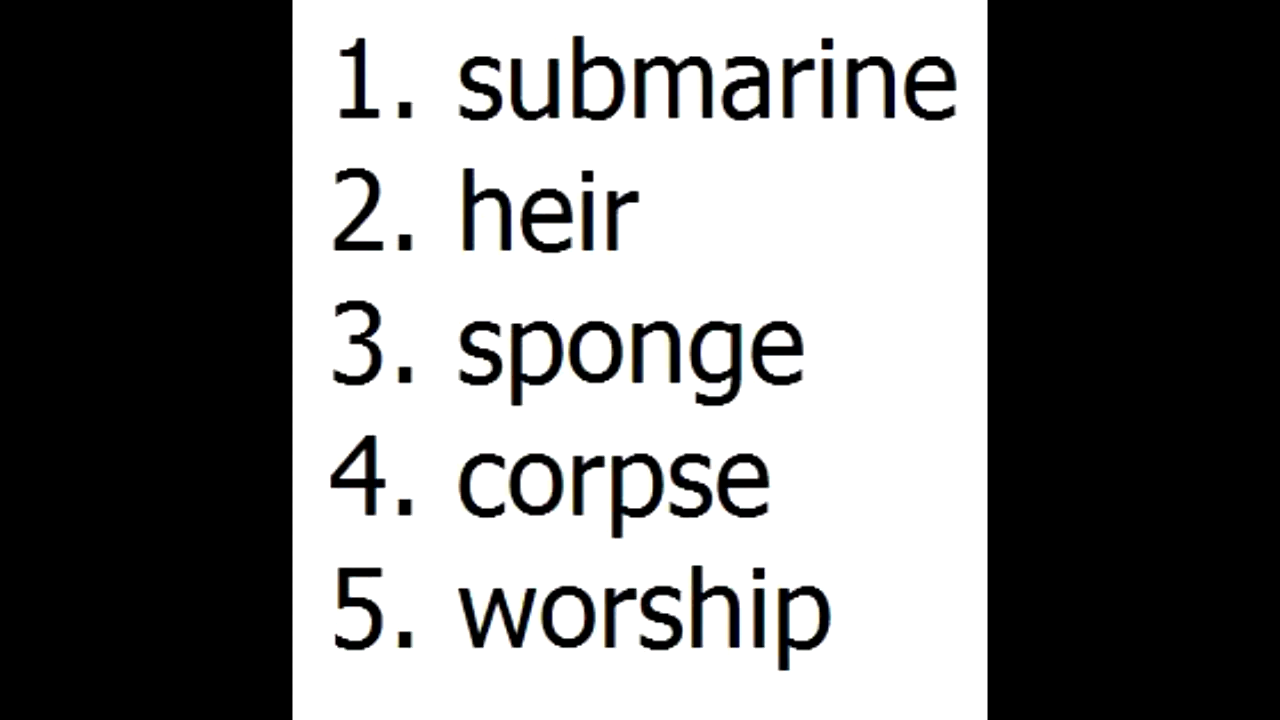 1. submarine
2. heir
3. sponge
4. corpse
5. worship